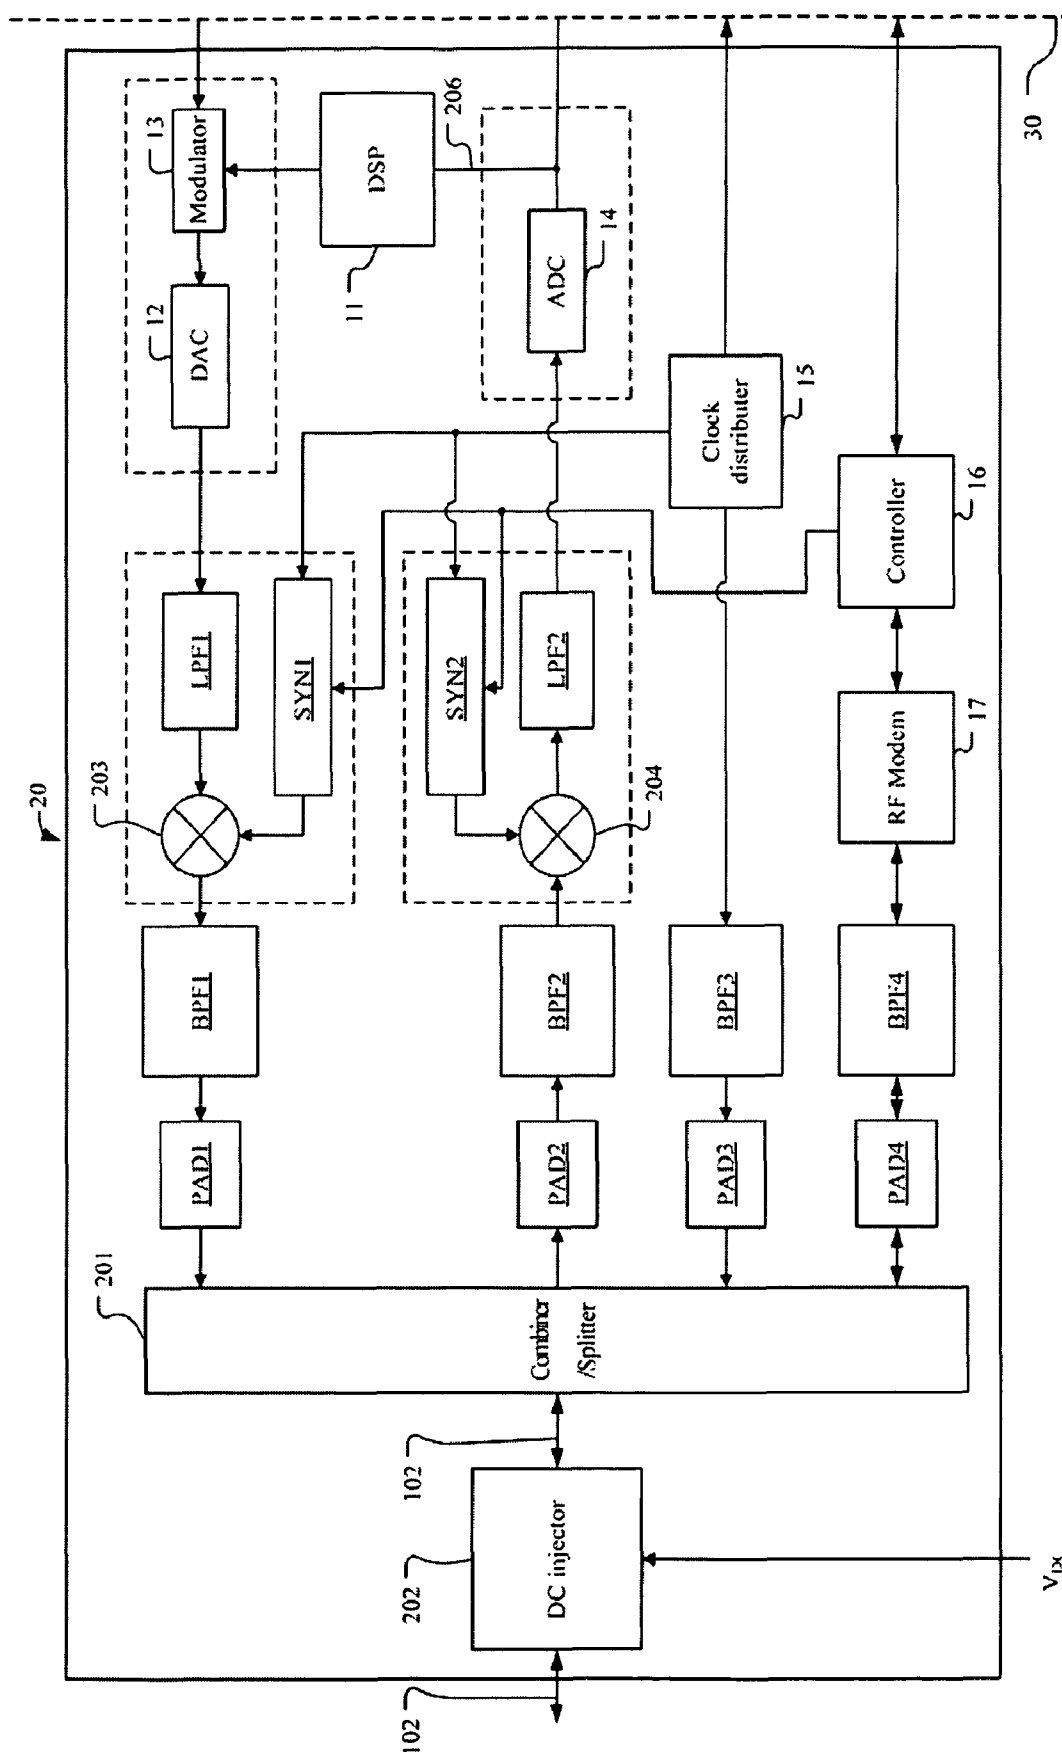 30
20
13
Modulator
12
DAC
DSP
11
206
ADC
14
Clock
distributer
15
Controller
16
LPF1
SYN1
203
SYN2
LPF2
204
RF Modem
17
BPF1
BPF2
BPF3
BPF4
PAD1
PAD2
PAD3
PAD4
201
Combiner
/Splitter
102
202
DC injector
102